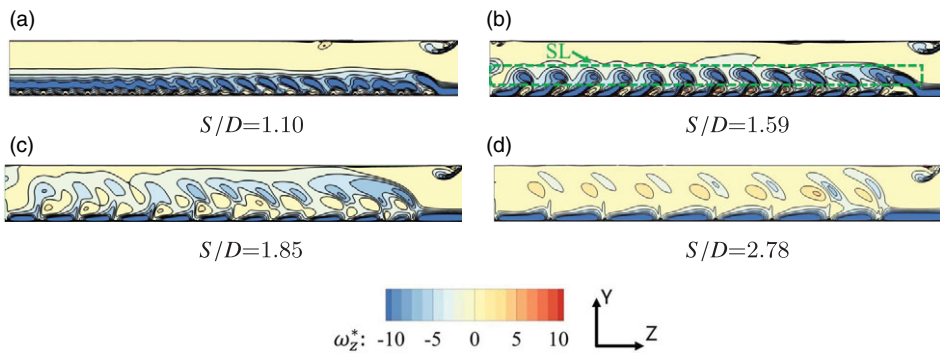 (a)
(b)
SL
S/D=1.10
S/D=1.59
(c)
(d)
S/D=1.85
S/D=2.78
ω*z: -10 -5 0 5 10
Y
Z